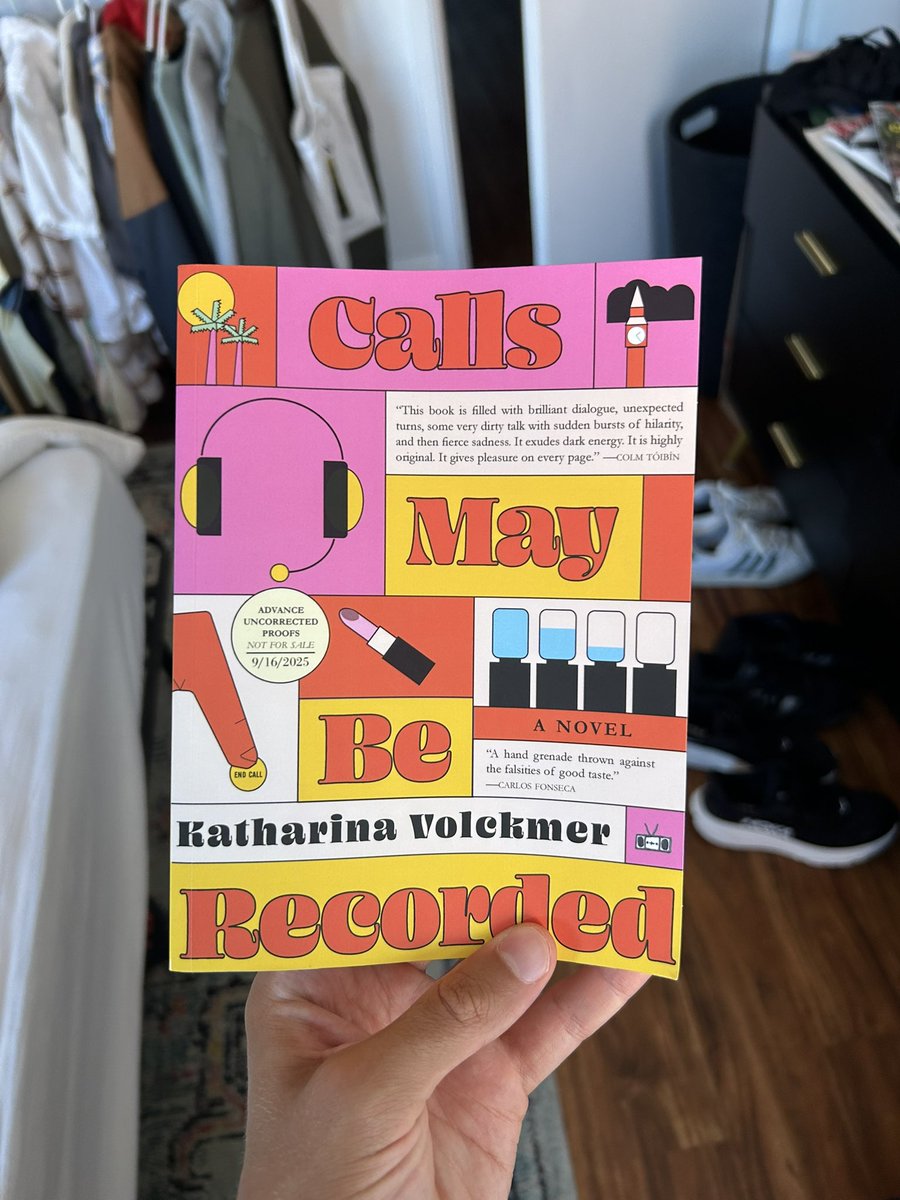 Calls
“This book is filled with brilliant dialogue, unexpected
turns, some very dirty talk with sudden bursts of hilarity,
and then fierce sadness. It exudes dark energy. It is highly
original. It gives pleasure on every page.” —COLM TÓIBÍN
May
ADVANCE
UNCORRECTED
PROOFS
NOT FOR SALE
9/16/2025
A NOVEL
Be
“A hand grenade thrown against
the falsities of good taste.”
—CARLOS FONSECA
END CALL
Katharina Volckmer
Recorded